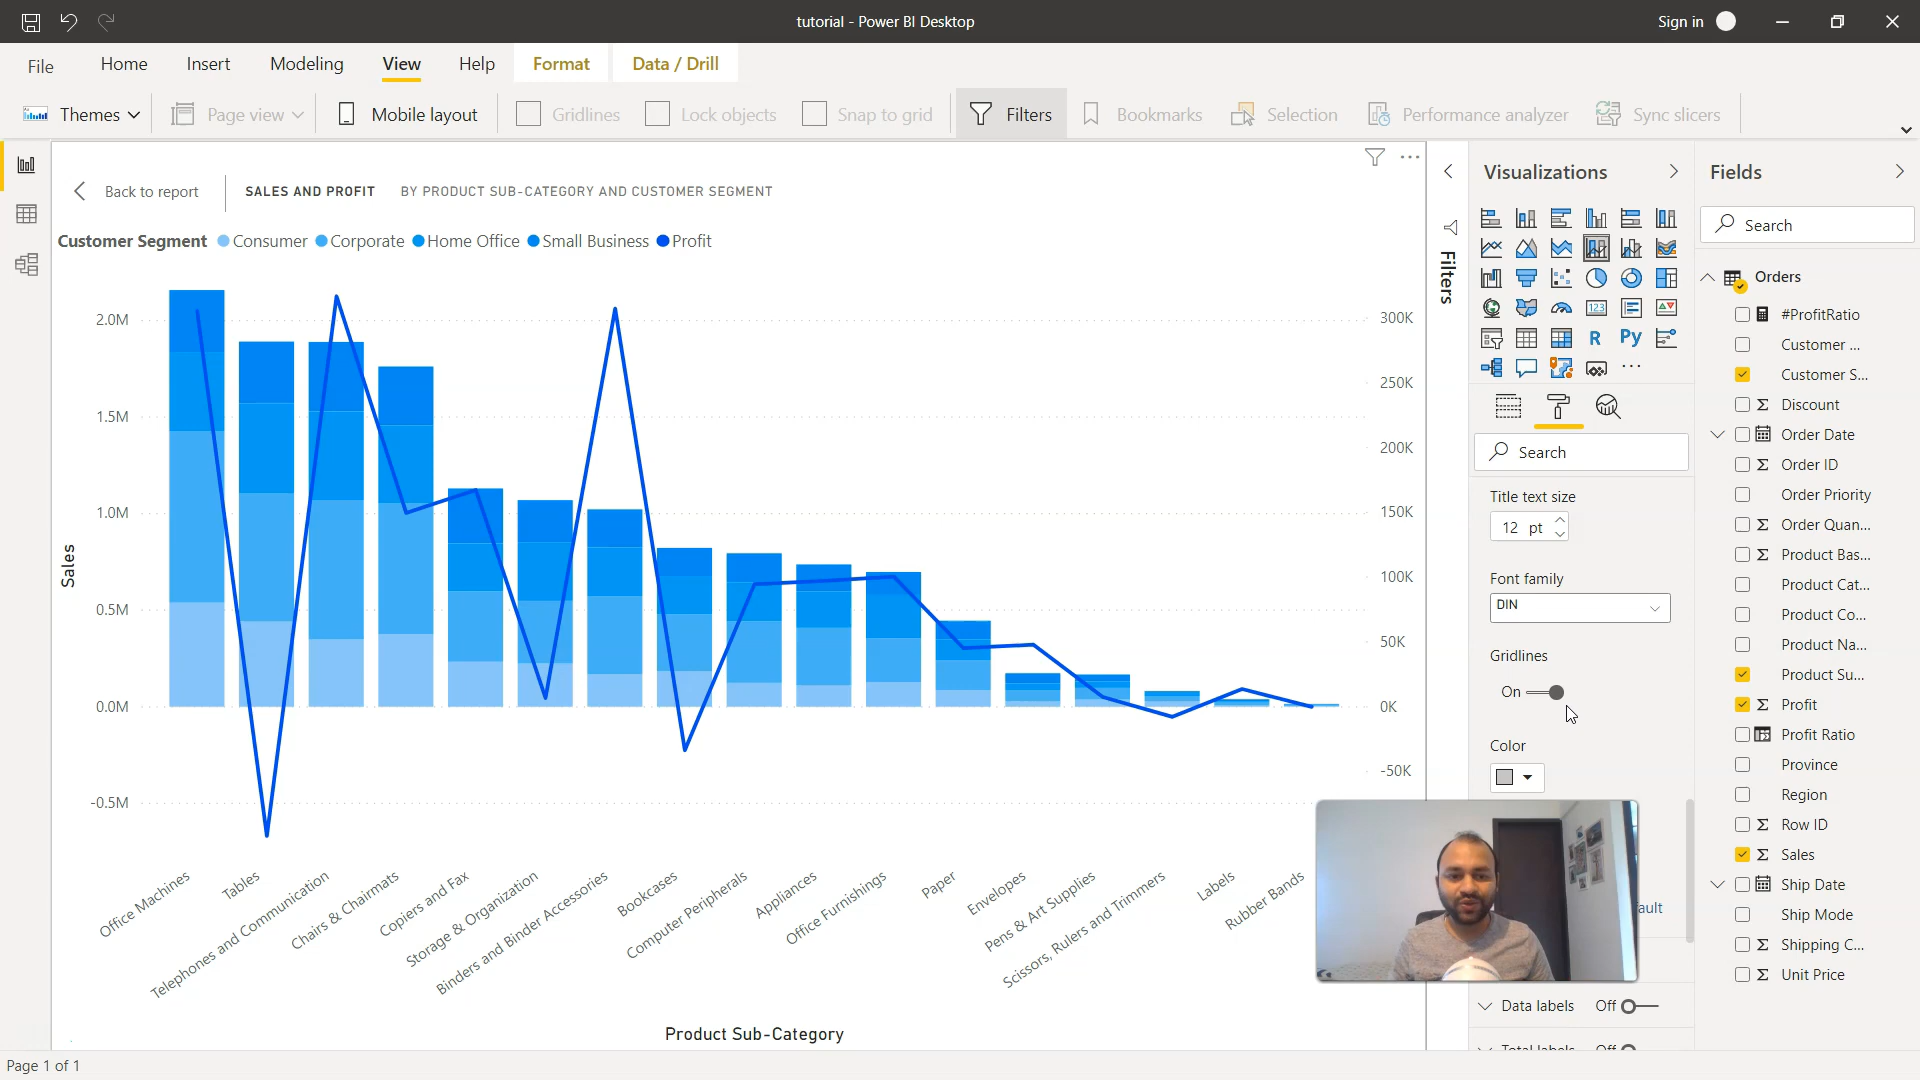 tutorial - Power BI Desktop
Sign in
File Home Insert Modeling View Help Format Data / Drill
Themes Page view Mobile layout Gridlines Lock objects Snap to grid Filters Bookmarks Selection Performance analyzer Sync slicers
Back to report SALES AND PROFIT BY PRODUCT SUB-CATEGORY AND CUSTOMER SEGMENT
Customer Segment Consumer Corporate Home Office Small Business Profit
2.0M
1.5M
1.0M
0.5M
0.0M
-0.5M
Sales
300K
250K
200K
150K
100K
50K
0K
-50K
Office Machines
Tables
Telephones and Communication
Chairs & Chairmats
Copiers and Fax
Storage & Organization
Binders and Binder Accessories
Bookcases
Computer Peripherals
Appliances
Office Furnishings
Paper
Envelopes
Pens & Art Supplies
Scissors, Rulers and Trimmers
Labels
Rubber Bands
Product Sub-Category
Filters
Visualizations
123
R Py
Search
Title text size
12 pt
Font family
DIN
Gridlines
On
Color
ault
Data labels Off
Fields
Search
Orders
#ProfitRatio
Customer ...
Customer S...
Discount
Order Date
Order ID
Order Priority
Order Quan...
Product Bas...
Product Cat...
Product Co...
Product Na...
Product Su...
Profit
Profit Ratio
Province
Region
Row ID
Sales
Ship Date
Ship Mode
Shipping C...
Unit Price
Page 1 of 1